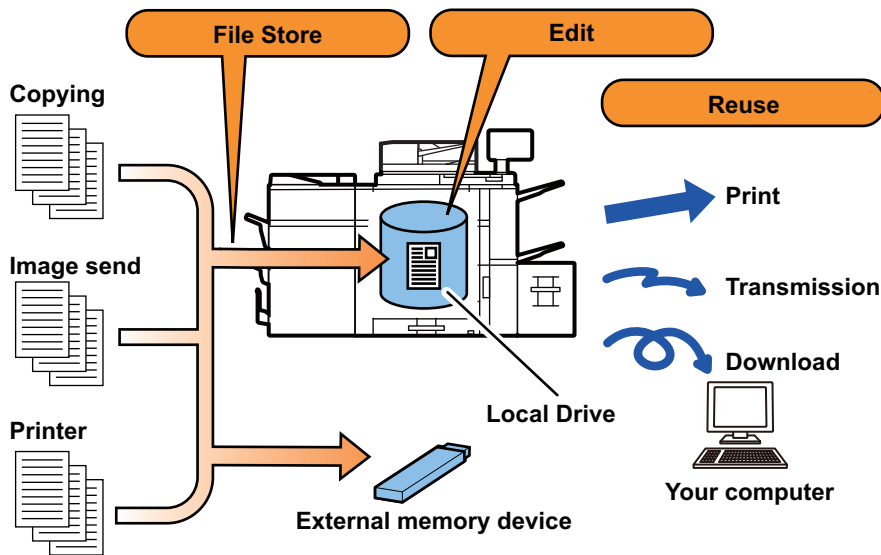 File Store
Edit
Copying
Reuse
Print
Image send
Transmission
Download
Local Drive
Printer
Your computer
External memory device